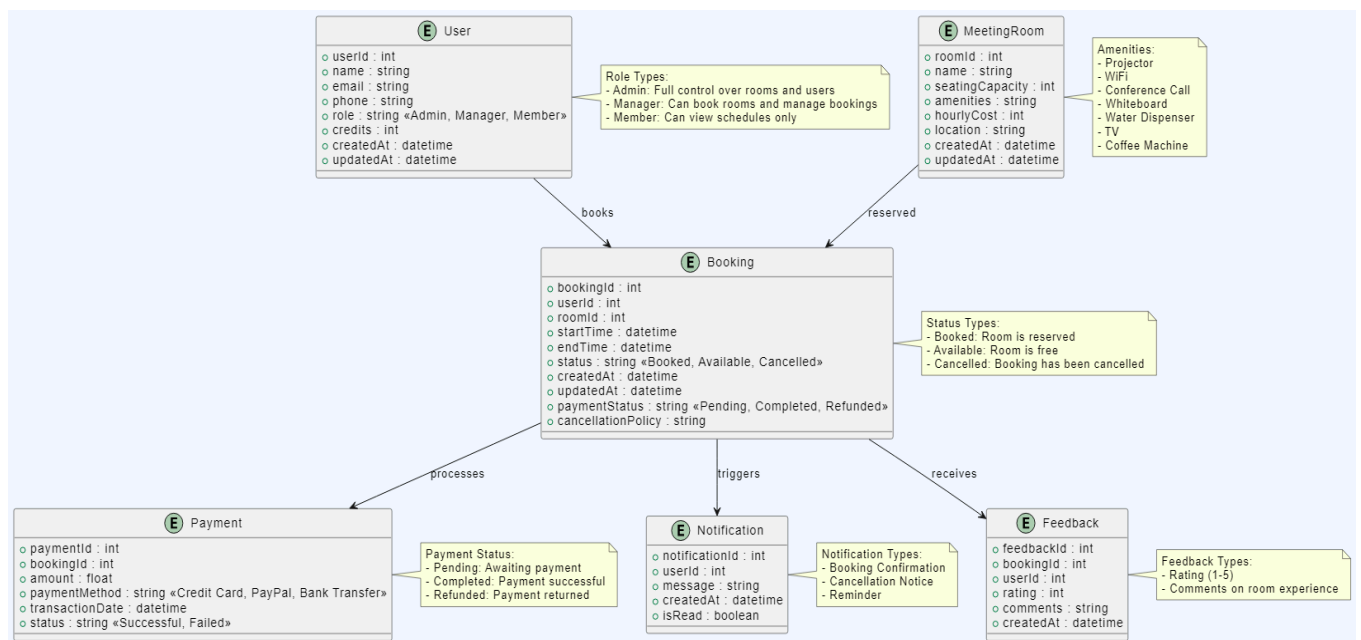 E User
userId : int
name : string
email : string
phone : string
role : string «Admin, Manager, Member»
credits : int
createdAt : datetime
updatedAt : datetime
Role Types:
- Admin: Full control over rooms and users
- Manager: Can book rooms and manage bookings
- Member: Can view schedules only
E MeetingRoom
roomId : int
name : string
seatingCapacity : int
amenities : string
hourlyCost : int
location : string
createdAt : datetime
updatedAt : datetime
Amenities:
- Projector
- WiFi
- Conference Call
- Whiteboard
- Water Dispenser
- TV
- Coffee Machine
books
reserved
E Booking
bookingId : int
userId : int
roomId : int
startTime : datetime
endTime : datetime
status : string «Booked, Available, Cancelled»
createdAt : datetime
updatedAt : datetime
paymentStatus : string «Pending, Completed, Refunded»
cancellationPolicy : string
Status Types:
- Booked: Room is reserved
- Available: Room is free
- Cancelled: Booking has been cancelled
processes
triggers
receives
E Payment
paymentId : int
bookingId : int
amount : float
paymentMethod : string «Credit Card, PayPal, Bank Transfer»
transactionDate : datetime
status : string «Successful, Failed»
Payment Status:
- Pending: Awaiting payment
- Completed: Payment successful
- Refunded: Payment returned
E Notification
notificationId : int
userId : int
message : string
createdAt : datetime
isRead : boolean
Notification Types:
- Booking Confirmation
- Cancellation Notice
- Reminder
E Feedback
feedbackId : int
bookingId : int
userId : int
rating : int
comments : string
createdAt : datetime
Feedback Types:
- Rating (1-5)
- Comments on room experience